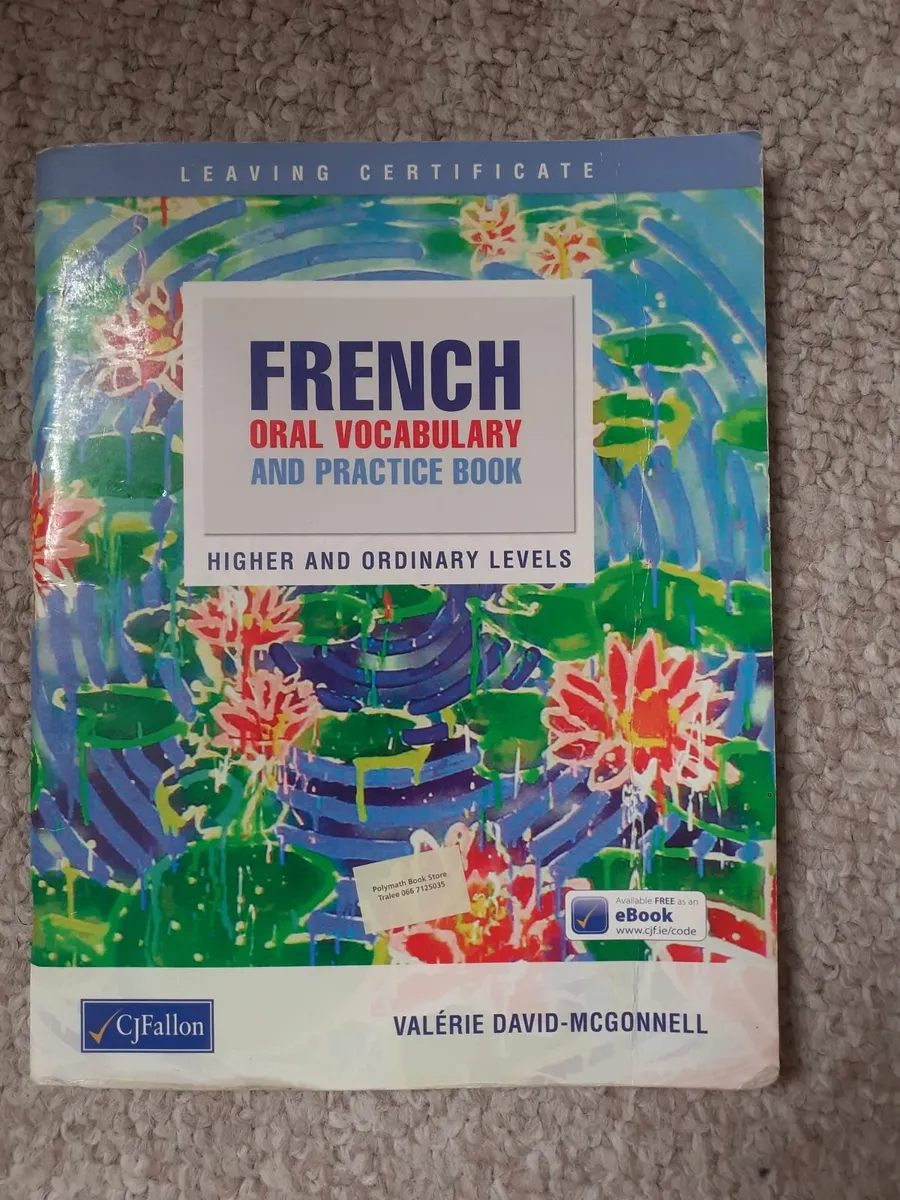 LEAVING CERTIFICATE
FRENCH
ORAL VOCABULARY
AND PRACTICE BOOK
HIGHER AND ORDINARY LEVELS
Polymath Book Store
Tralee 066 7125035
Available FREE as an
eBook
www.cjf.ie/code
CJFallon
VALÉRIE DAVID-MCGONNELL